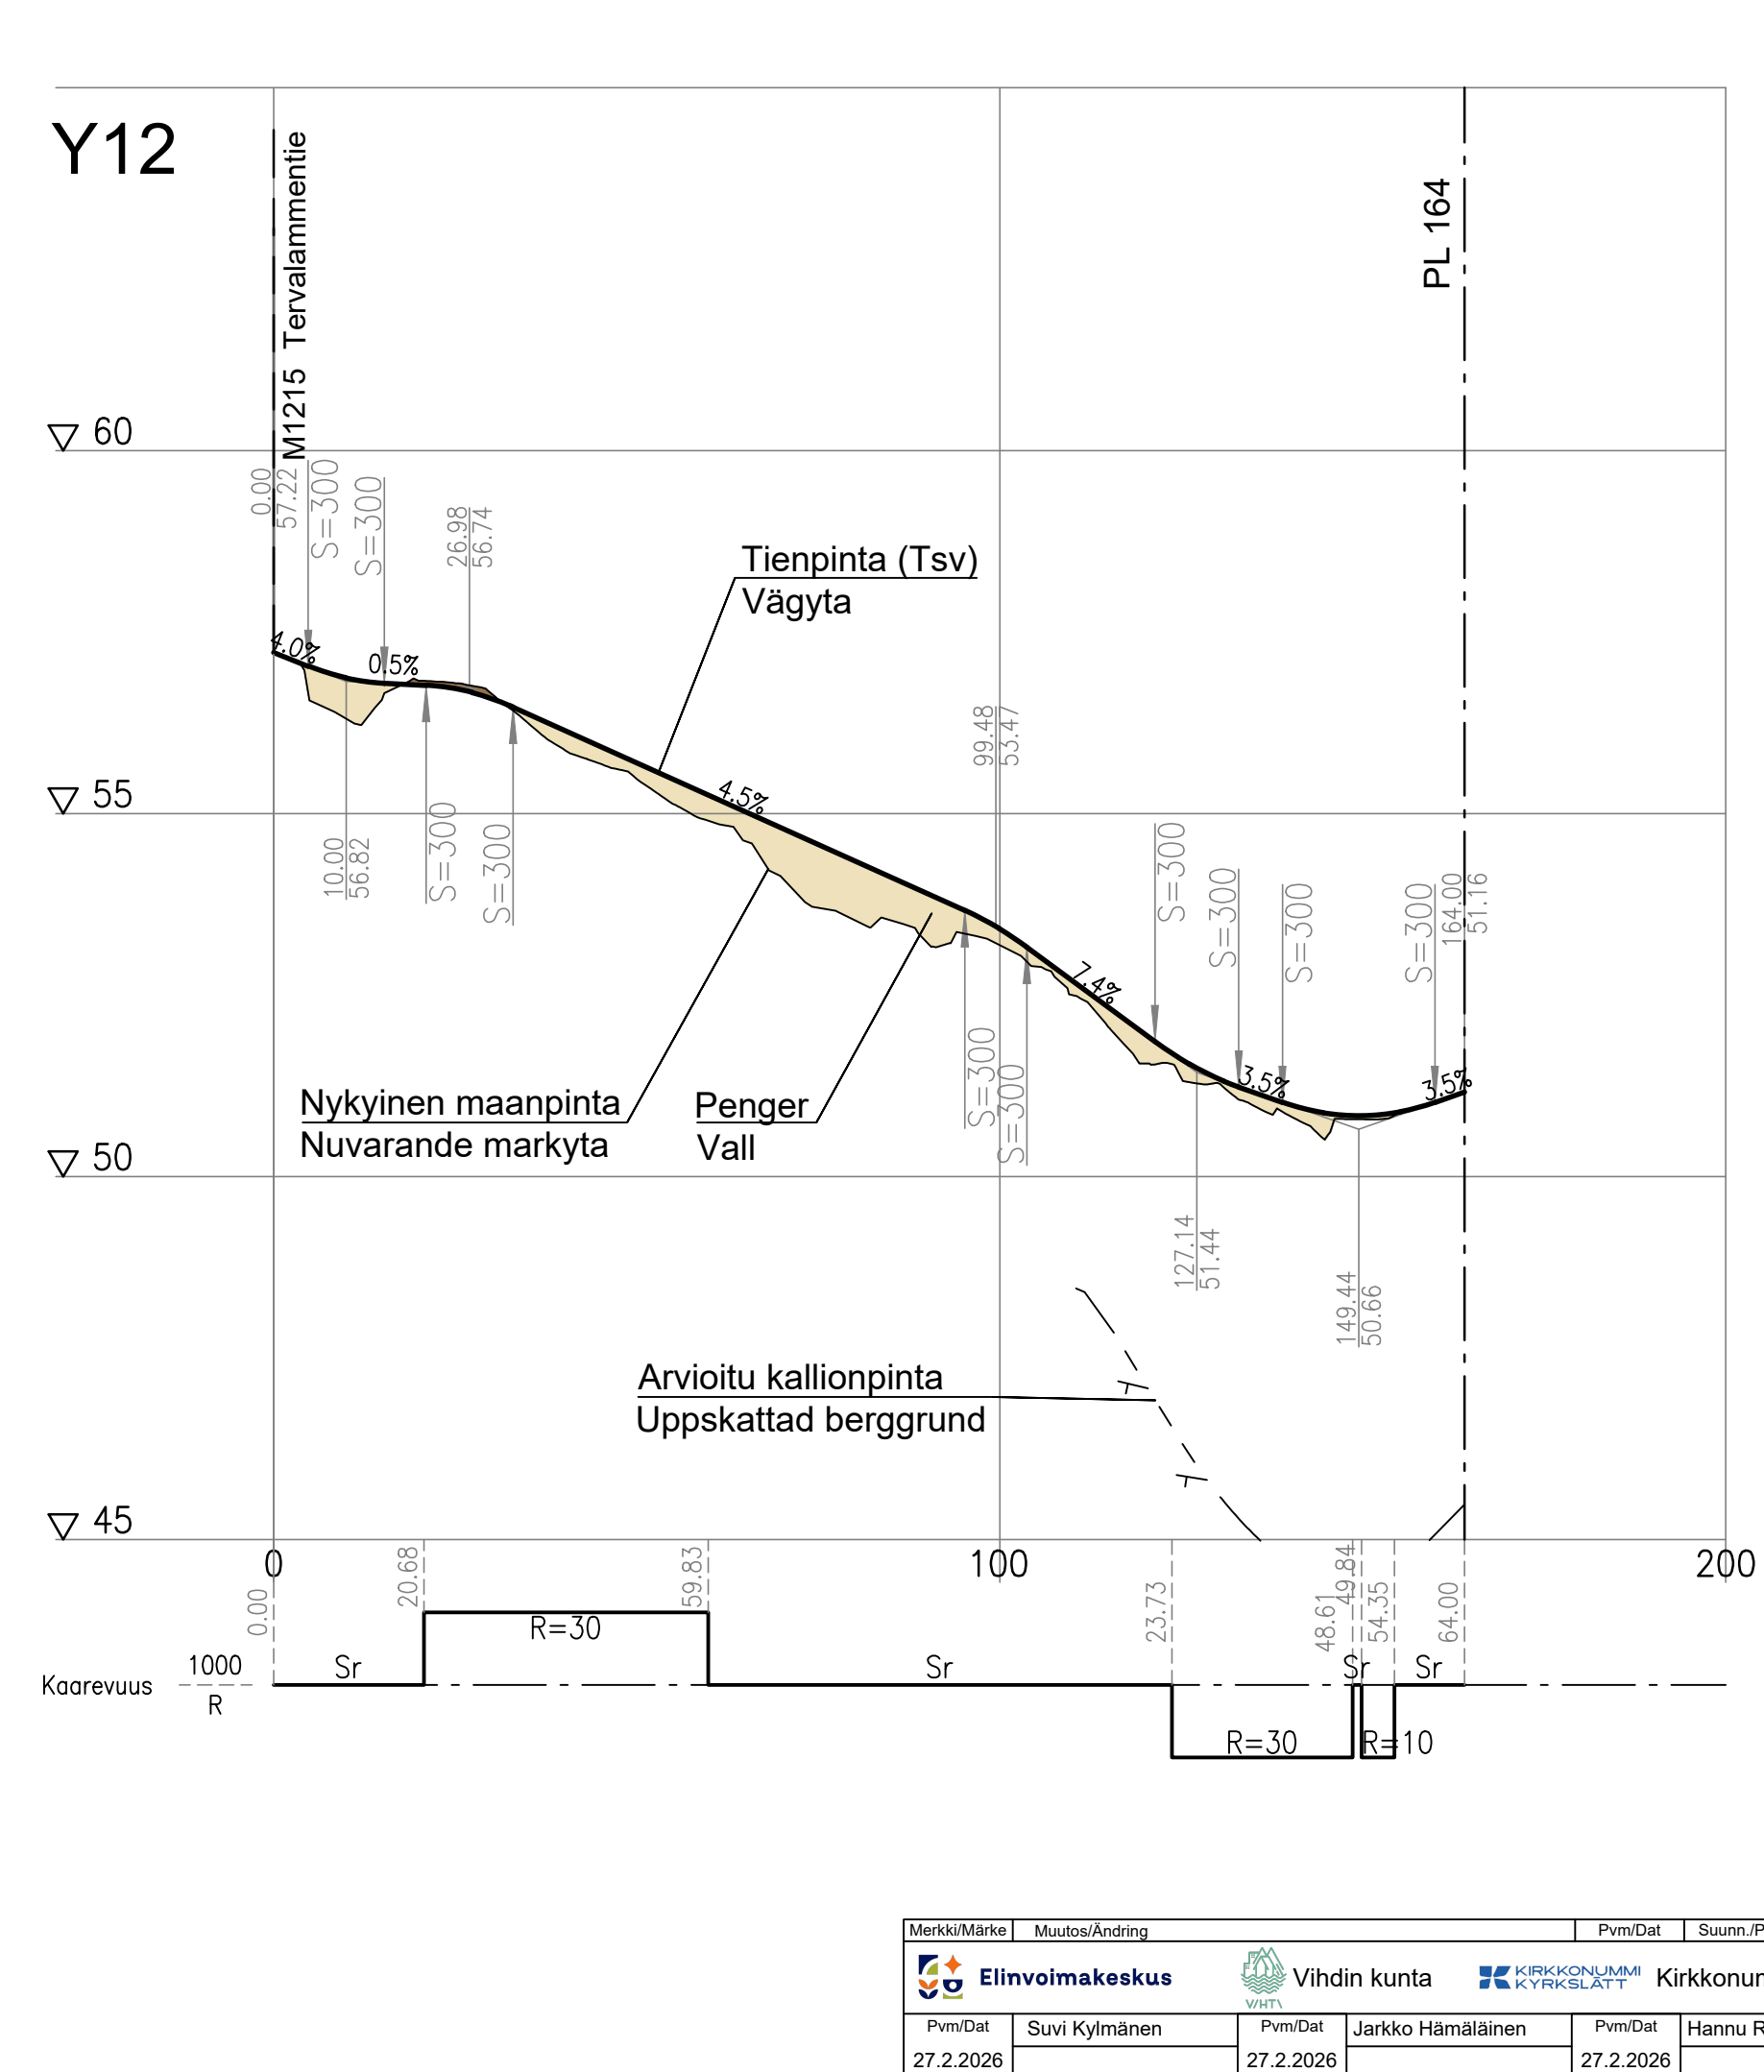 Y12
M1215 Tervalammentie
PL 164
60
0.00
57.22
S=300
S=300
26.98
56.74
Tienpinta (Tsv)
Vägyta
4.0%
0.5%
99.48
53.47
55
4.5%
10.00
56.82
S=300
S=300
S=300
S=300
S=300
S=300
164.00
51.16
7.4%
S=300
S=300
3.5%
3.5%
Nykyinen maanpinta
Nuvarande markyta
Penger
Vall
50
127.14
51.44
149.44
50.66
Arvioitu kallionpinta
Uppskattad berggrund
45
0
100
200
0.00
20.68
59.83
23.73
48.61
49.84
54.35
64.00
R=30
Kaarevuus
1000
R
Sr
Sr
Sr
Sr
R=30
R=10
Merkki/Märke
Muutos/Ändring
Pvm/Dat
Suunn./P
Elinvoimakeskus
VIHTI
Vihdin kunta
KIRKKONUMMI
KYRKSLÄTT
Kirkkonum
Pvm/Dat
Suvi Kylmänen
Pvm/Dat
Jarkko Hämäläinen
Pvm/Dat
Hannu R
27.2.2026
27.2.2026
27.2.2026